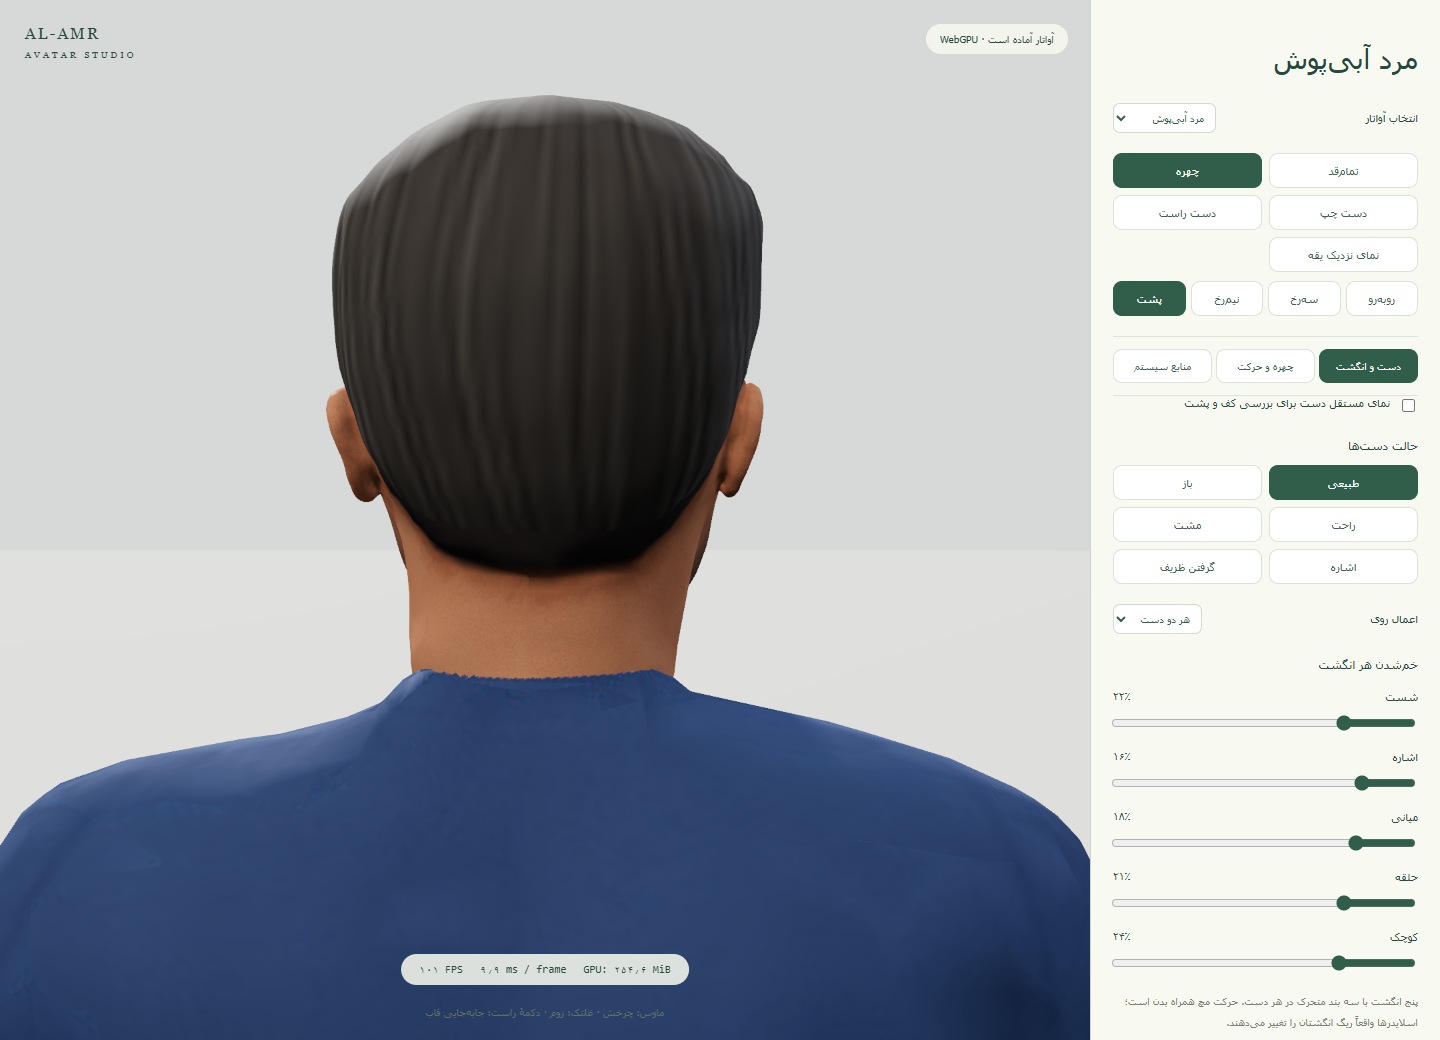 AL-AMR
AVATAR STUDIO
آواتار آماده است · WebGPU
مرد آبی‌پوش
انتخاب آواتار
مرد آبی‌پوش
تمام‌قد
چهره
دست چپ
دست راست
نمای نزدیک یقه
روبه‌رو
سه‌رخ
نیم‌رخ
پشت
دست و انگشت
چهره و حرکت
منابع سیستم
نمای مستقل دست برای بررسی کف و پشت
حالت دست‌ها
طبیعی
باز
راحت
مشت
اشاره
گرفتن ظریف
اعمال روی
هر دو دست
خم‌شدن هر انگشت
شست
۲۲٪
اشاره
۱۶٪
میانی
۱۸٪
حلقه
۲۱٪
کوچک
۲۴٪
پنج انگشت با سه بند متحرک در هر دست. حرکت مچ همراه بدن است؛
اسلایدرها واقعاً ریگ انگشتان را تغییر می‌دهند.
۱۰۱ FPS ۹٫۹ ms / frame GPU: ۲۵۴٫۶ MiB
ماوس: چرخش · غلتک: زوم · دکمهٔ راست: جابه‌جایی قاب